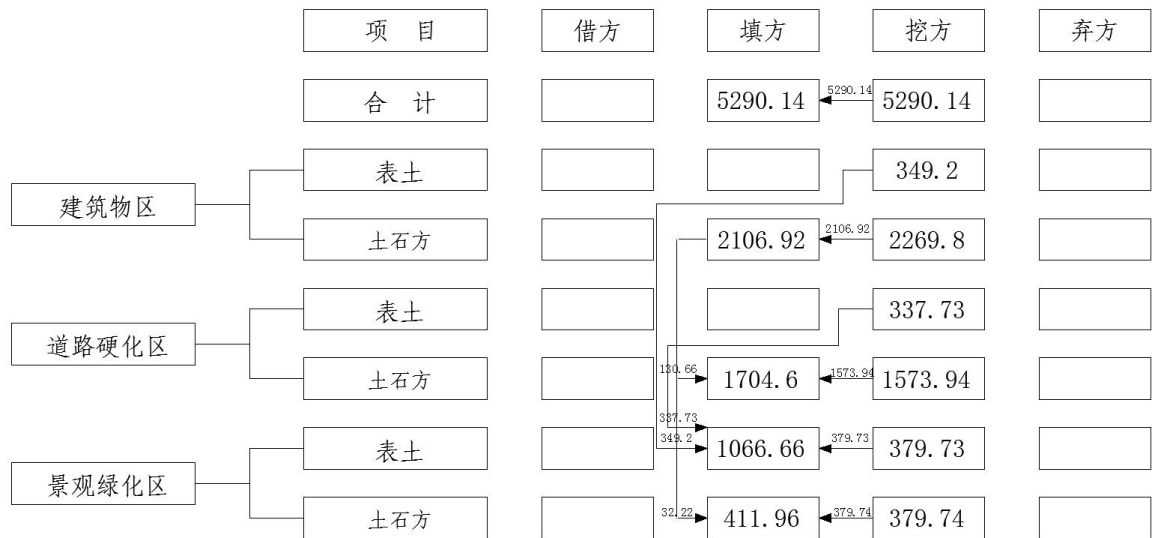 项 目 借方 填方 挖方 弃方
合 计 5290.14 5290.14 5290.14
表土 349.2
建筑物区
土石方 2106.92 2106.92 2269.8
表土 337.73
道路硬化区
土石方 130.66 1704.6 1573.94 1573.94
337.73
表土 349.2 1066.66 379.73 379.73
景观绿化区
土石方 32.22 411.96 379.74 379.74